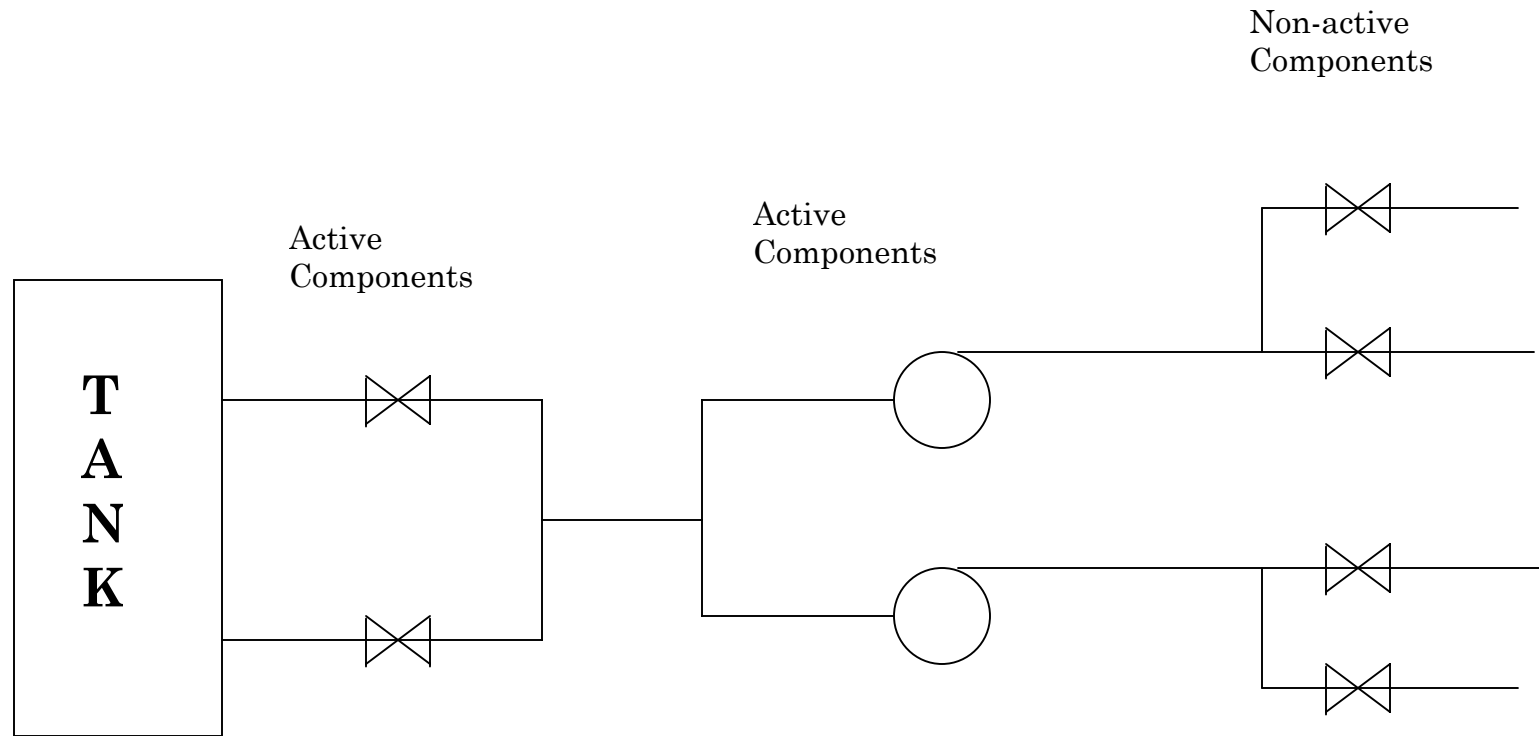 Non-active
Components
Active
Components
Active
Components
T
A
N
K